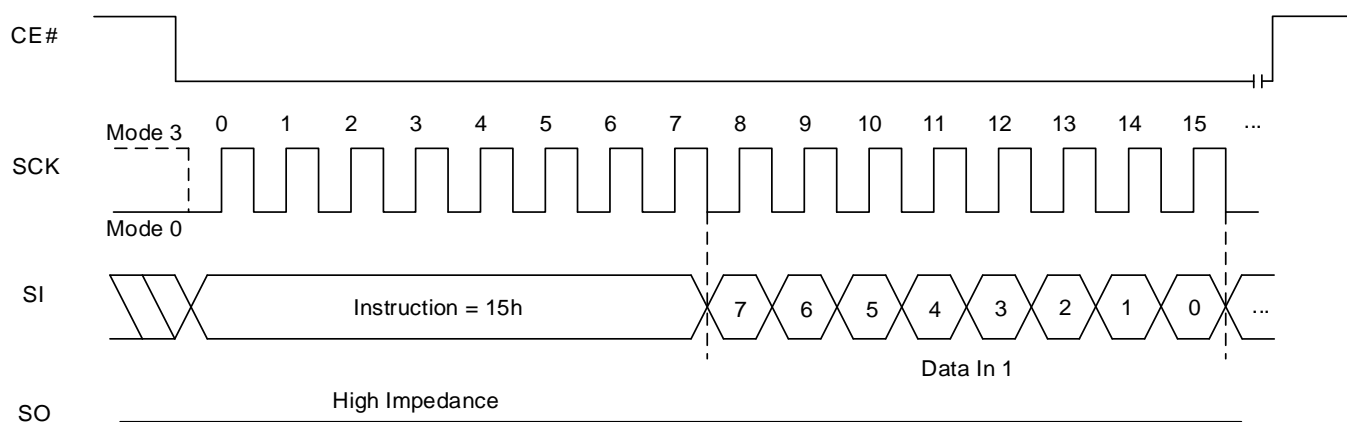 CE#
Mode 3 0 1 2 3 4 5 6 7 8 9 10 11 12 13 14 15 ...
SCK
Mode 0
SI Instruction = 15h 7 6 5 4 3 2 1 0 ...
Data In 1
High Impedance
SO